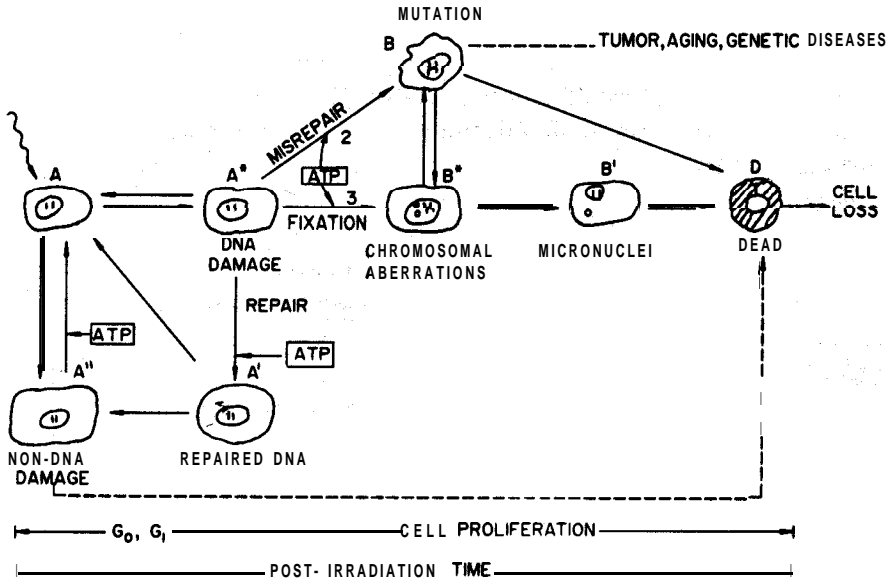 MUTATION
B
TUMOR, AGING, GENETIC DISEASES
MISREPAIR
2
A
A*
ATP
B*
B'
D
3
FIXATION
CELL
LOSS
DNA
DAMAGE
CHROMOSOMAL
ABERRATIONS
MICRONUCLEI
DEAD
REPAIR
ATP
ATP
A"
A'
NON-DNA
DAMAGE
REPAIRED DNA
G₀, G₁
CELL PROLIFERATION
POST- IRRADIATION TIME